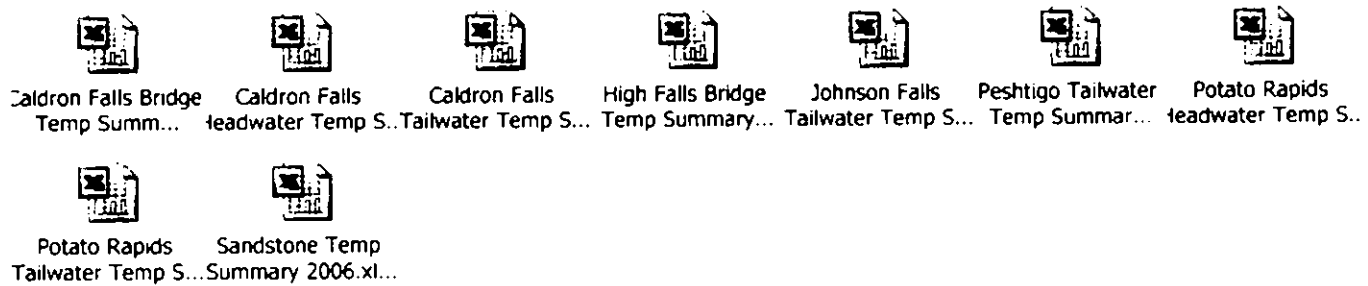 Caldron Falls Bridge
Temp Summ...
Caldron Falls
Headwater Temp S..
Caldron Falls
Tailwater Temp S...
High Falls Bridge
Temp Summary...
Johnson Falls
Tailwater Temp S...
Peshtigo Tailwater
Temp Summar...
Potato Rapids
Headwater Temp S..
Potato Rapids
Tailwater Temp S...
Sandstone Temp
Summary 2006.xl...